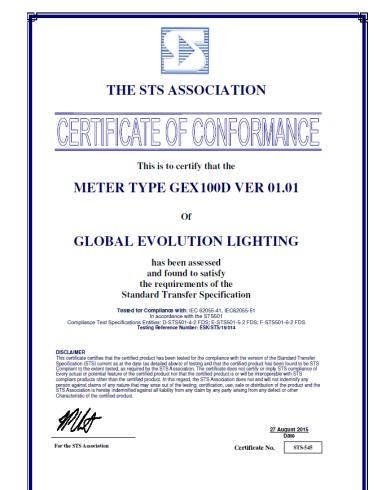 THE STS ASSOCIATION
CERTIFICATE OF CONFORMANCE
This is to certify that the
METER TYPE GEX100D VER 01.01
Of
GLOBAL EVOLUTION LIGHTING
has been assessed
and found to satisfy
the requirements of the
Standard Transfer Specification
Tested for Compliance with: IEC 62055-41, IEC62055-51
In accordance with the STS501
Compliance Test Specifications Entities: D-STS501-4-2 FDS; E-STS501-5-2 FDS; F-STS501-6-2 FDS
Testing Reference Number: ESK/STS/15/014
DISCLAIMER
This certificate certifies that the certified product has been tested for compliance with the version of the Standard Transfer
Specification (STS) current as at the date (as detailed above) of testing and that the certified product has been found to be STS
Compliant to the extent tested, as required by the STS Association. The certificate does not certify or imply STS compliance of
Every actual or potential feature of the certified product nor that the certified product is or will be interoperable with STS
compliant products other than the certified product. In this regard, the STS Association does not and will not indemnify any
person against claims of any nature that may arise out of the testing, certification, use, sale or distribution of the product and the
STS Association is hereby indemnified against all liability from any claim by any party arising from any defect or other
Characteristic of the certified product.
27 August 2015
Date
For the STS Association
Certificate No. STS-545